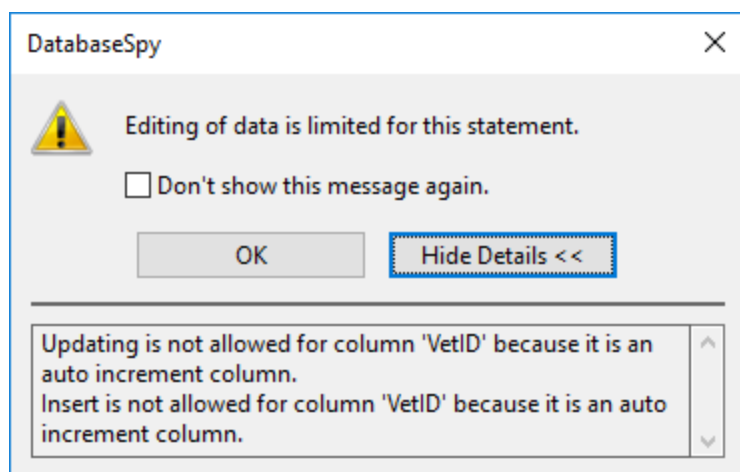 DatabaseSpy
Editing of data is limited for this statement.
Don't show this message again.
OK
Hide Details <<
Updating is not allowed for column 'VetID' because it is an
auto increment column.
Insert is not allowed for column 'VetID' because it is an auto
increment column.